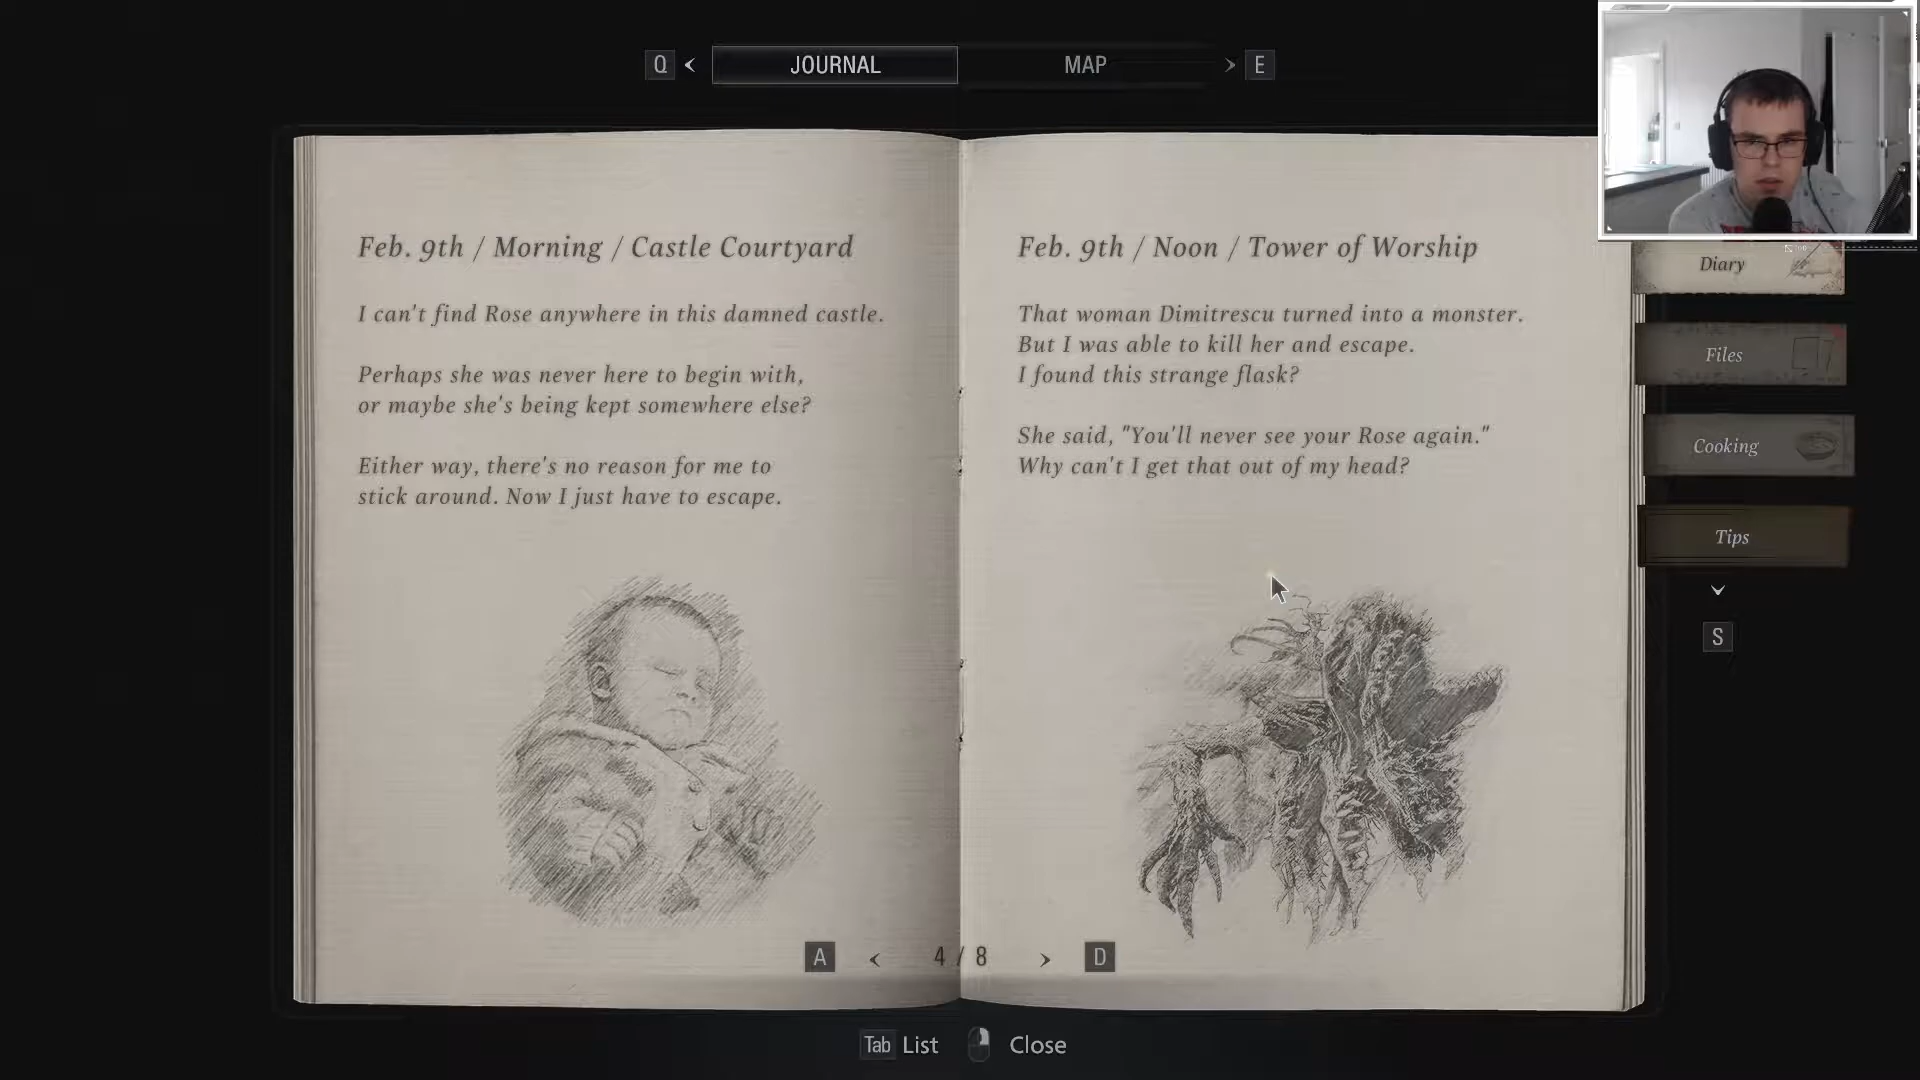 Q JOURNAL MAP E
Feb. 9th / Morning / Castle Courtyard
I can't find Rose anywhere in this damned castle.
Perhaps she was never here to begin with,
or maybe she's being kept somewhere else?
Either way, there's no reason for me to
stick around. Now I just have to escape.
Feb. 9th / Noon / Tower of Worship
That woman Dimitrescu turned into a monster.
But I was able to kill her and escape.
I found this strange flask?
She said, "You'll never see your Rose again."
Why can't I get that out of my head?
Diary
Files
Cooking
Tips
S
A < 4 / 8 > D
Tab List Close